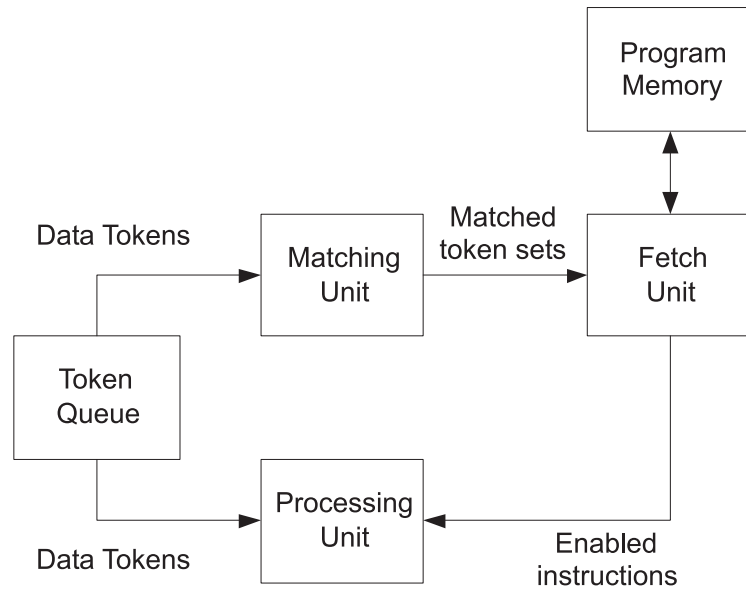 Program
Memory
Data Tokens
Matching
Unit
Matched
token sets
Fetch
Unit
Token
Queue
Processing
Unit
Data Tokens
Enabled
instructions